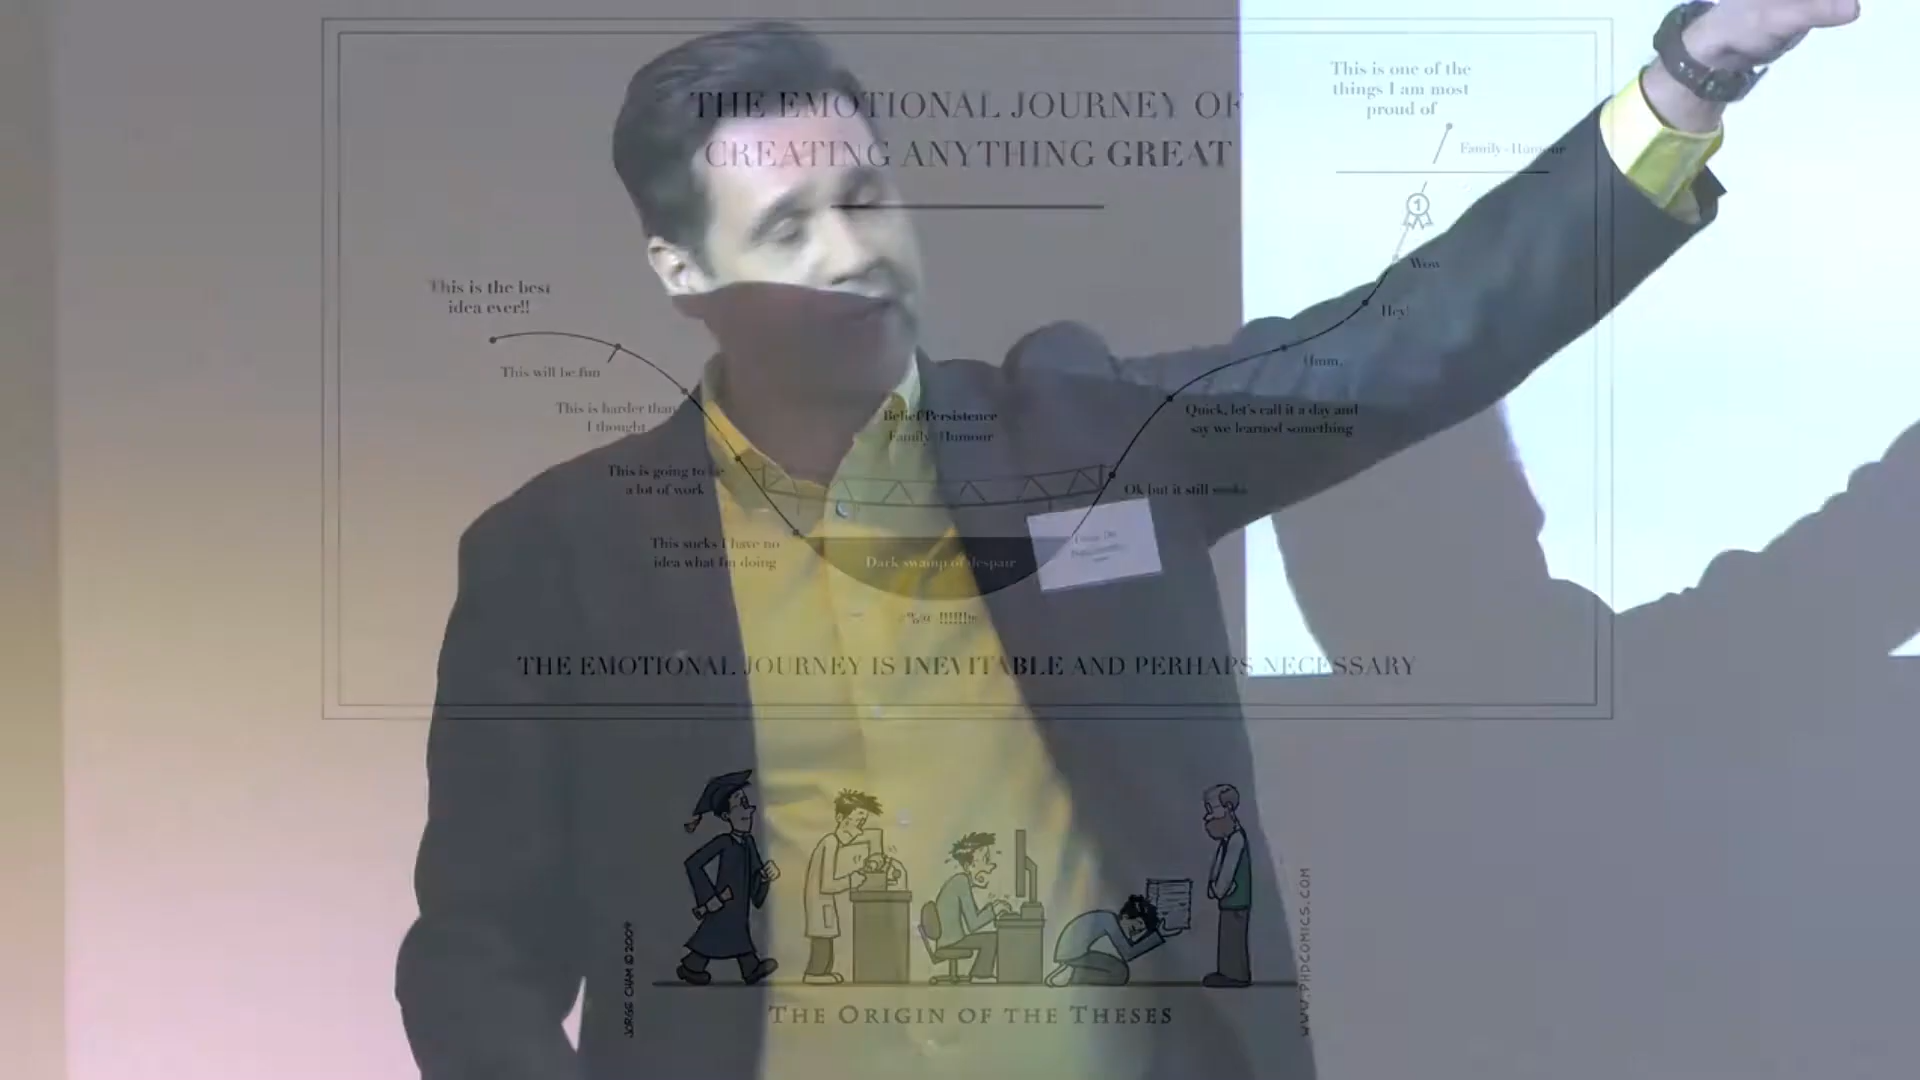 THE EMOTIONAL JOURNEY OF
CREATING ANYTHING GREAT
This is one of the
things I am most
proud of
Family-Humour
1
Wow
Hey!
Hmm.
Quick, let's call it a day and
say we learned something
Ok but it still sucks
This is the best
idea ever!!
This will be fun
This is harder than
I thought
This is going to be
a lot of work
This sucks I have no
idea what I'm doing
Belief-Persistence
Family-Humour
Dark swamp of despair
!!!!!!!
THE EMOTIONAL JOURNEY IS INEVITABLE AND PERHAPS NECESSARY
JORGE CHAM © 2009
WWW.PHDCOMICS.COM
THE ORIGIN OF THE THESES